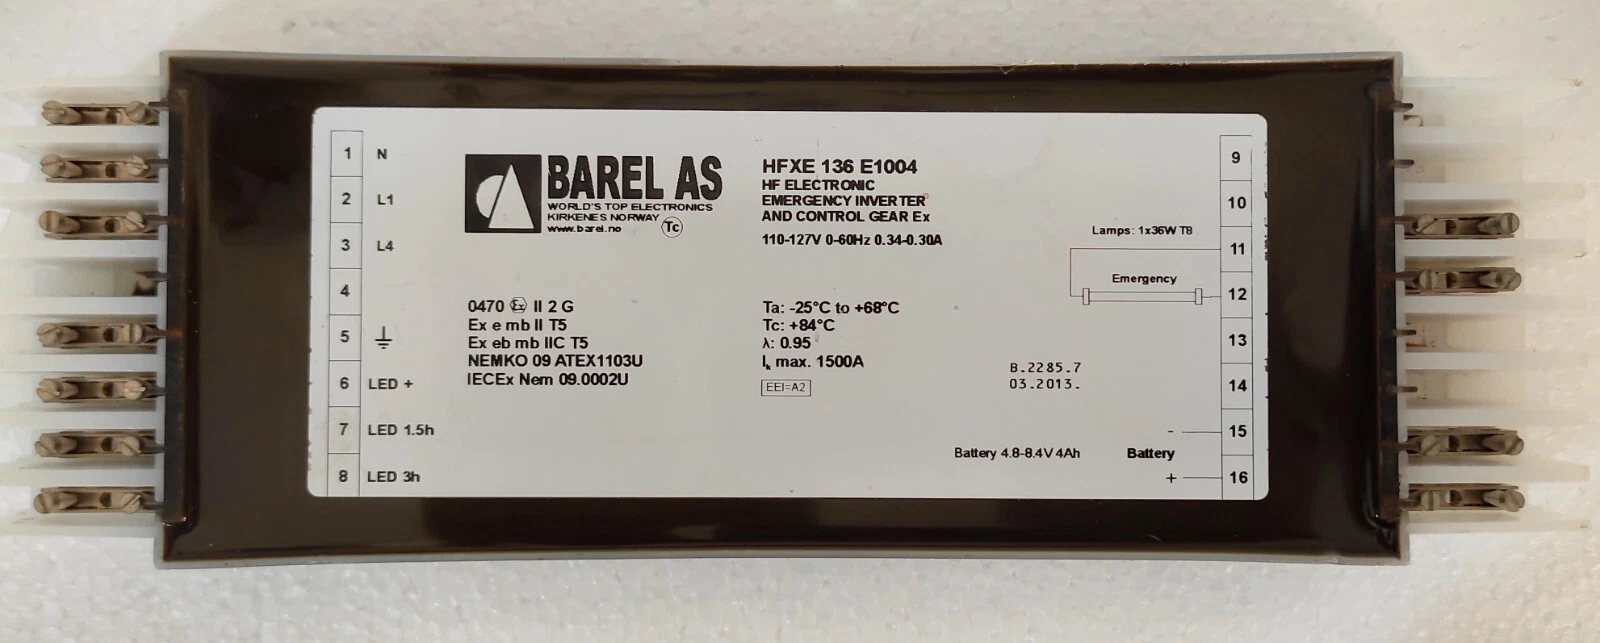 1 N
2 L1
3 L4
4
5
6 LED +
7 LED 1.5h
8 LED 3h
BAREL AS
WORLD'S TOP ELECTRONICS
KIRKENES NORWAY
www.barel.no
Tc
0470 Ex II 2 G
Ex e mb II T5
Ex eb mb IIC T5
NEMKO 09 ATEX1103U
IECEx Nem 09.0002U
HFXE 136 E1004
HF ELECTRONIC
EMERGENCY INVERTER
AND CONTROL GEAR Ex
110-127V 0-60Hz 0.34-0.30A
Ta: -25°C to +68°C
Tc: +84°C
λ: 0.95
Ik max. 1500A
EEI=A2
B.2285.7
03.2013.
Lamps: 1x36W T8
Emergency
Battery 4.8-8.4V 4Ah
Battery
-
+
9
10
11
12
13
14
15
16